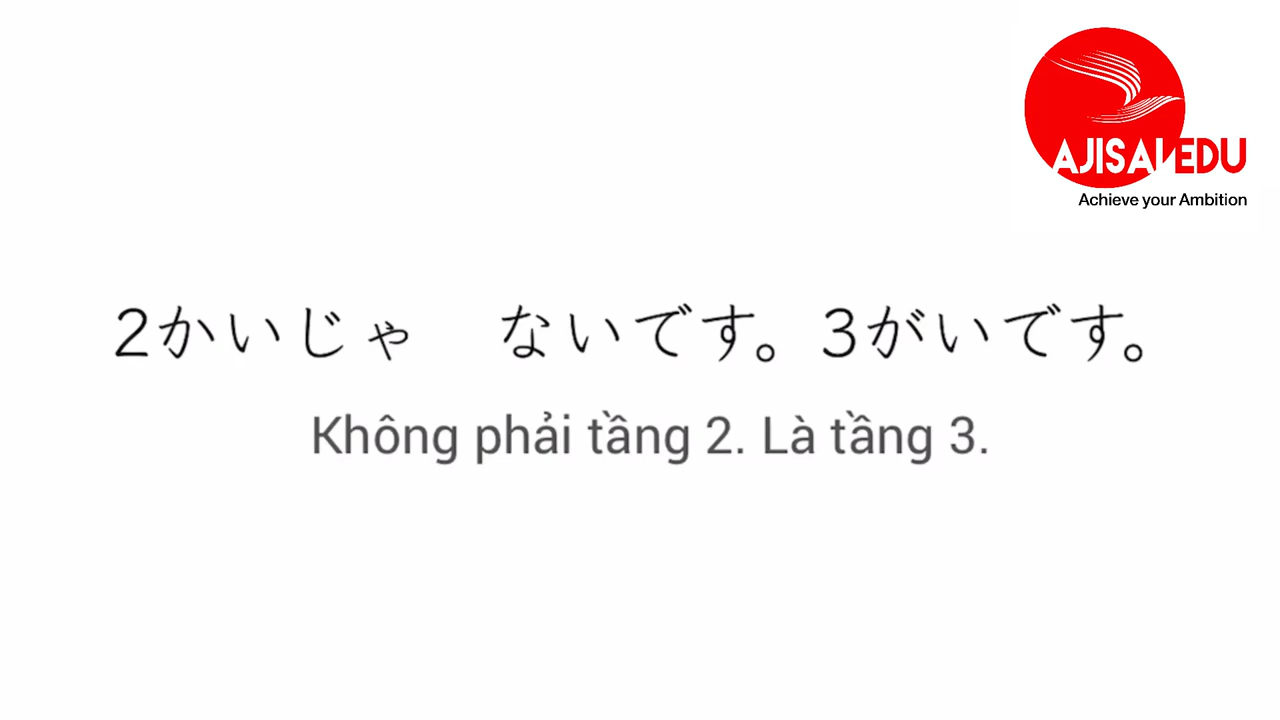 AJISAI EDU
Achieve your Ambition
2かいじゃ　ないです。3がいです。
Không phải tầng 2. Là tầng 3.